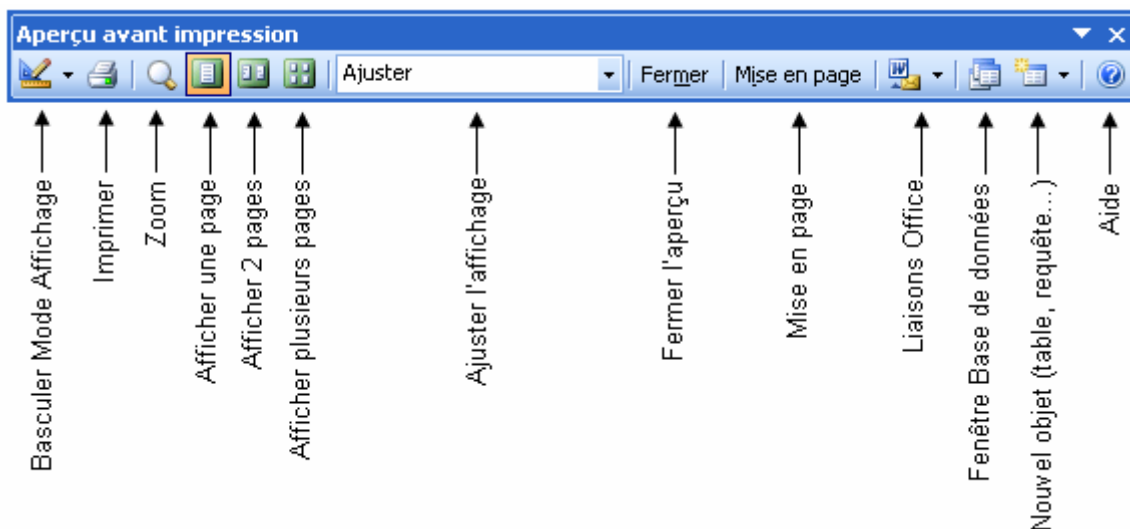 Aperçu avant impression
Ajuster
Fermer
Mise en page
Basculer Mode Affichage
Imprimer
Zoom
Afficher une page
Afficher 2 pages
Afficher plusieurs pages
Ajuster l'affichage
Fermer l'aperçu
Mise en page
Liaisons Office
Fenêtre Base de données
Nouvel objet (table, requête...)
Aide